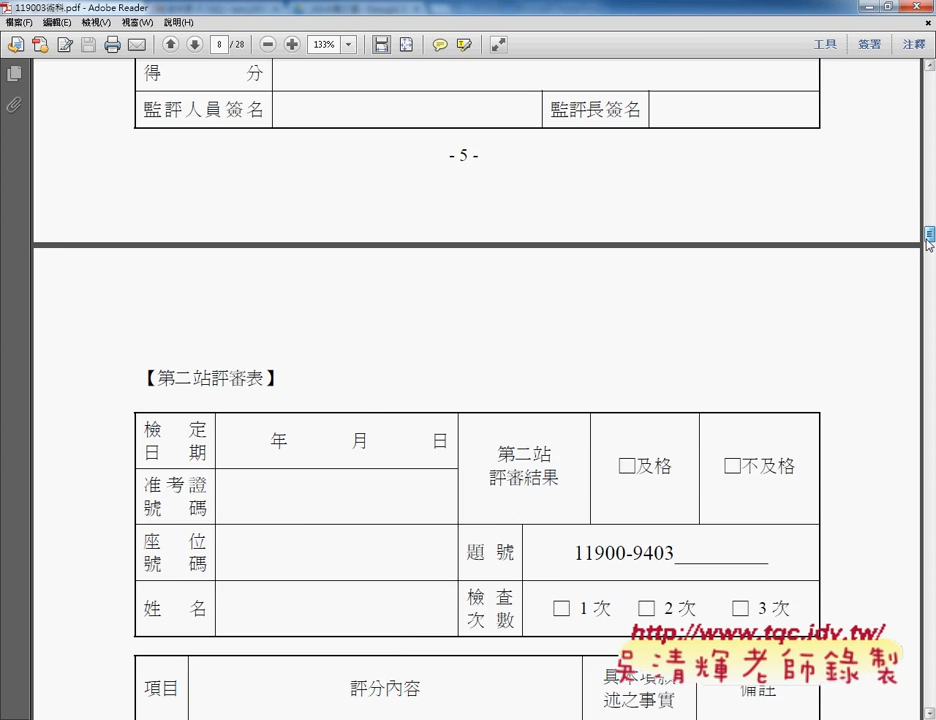 119003術科.pdf - Adobe Reader
檔案(F) 編輯(E) 檢視(V) 視窗(W) 說明(H)
8 / 28 133% 工具 簽署 注釋
得 分
監評人員簽名 監評長簽名
- 5 -
【第二站評審表】
檢 定
日 期
年 月 日
第二站
評審結果
□及格 □不及格
准考證
號 碼
座 位
號 碼
題 號 11900-9403
姓 名
檢 查
次 數
□ 1 次 □ 2 次 □ 3 次
http://www.tqc.idv.tw/
吳清輝老師錄製
項目 評分內容
述之事實
備註